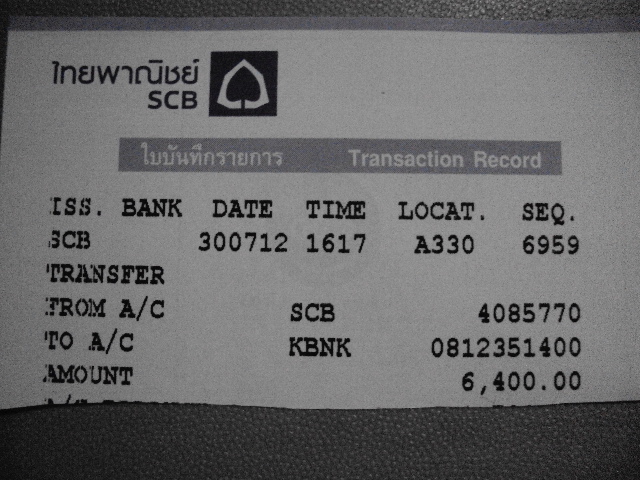 ไทยพาณิชย์
SCB
ใบบันทึกรายการ Transaction Record
ISS. BANK DATE TIME LOCAT. SEQ.
SCB 300712 1617 A330 6959
TRANSFER
FROM A/C SCB 4085770
TO A/C KBNK 0812351400
AMOUNT 6,400.00